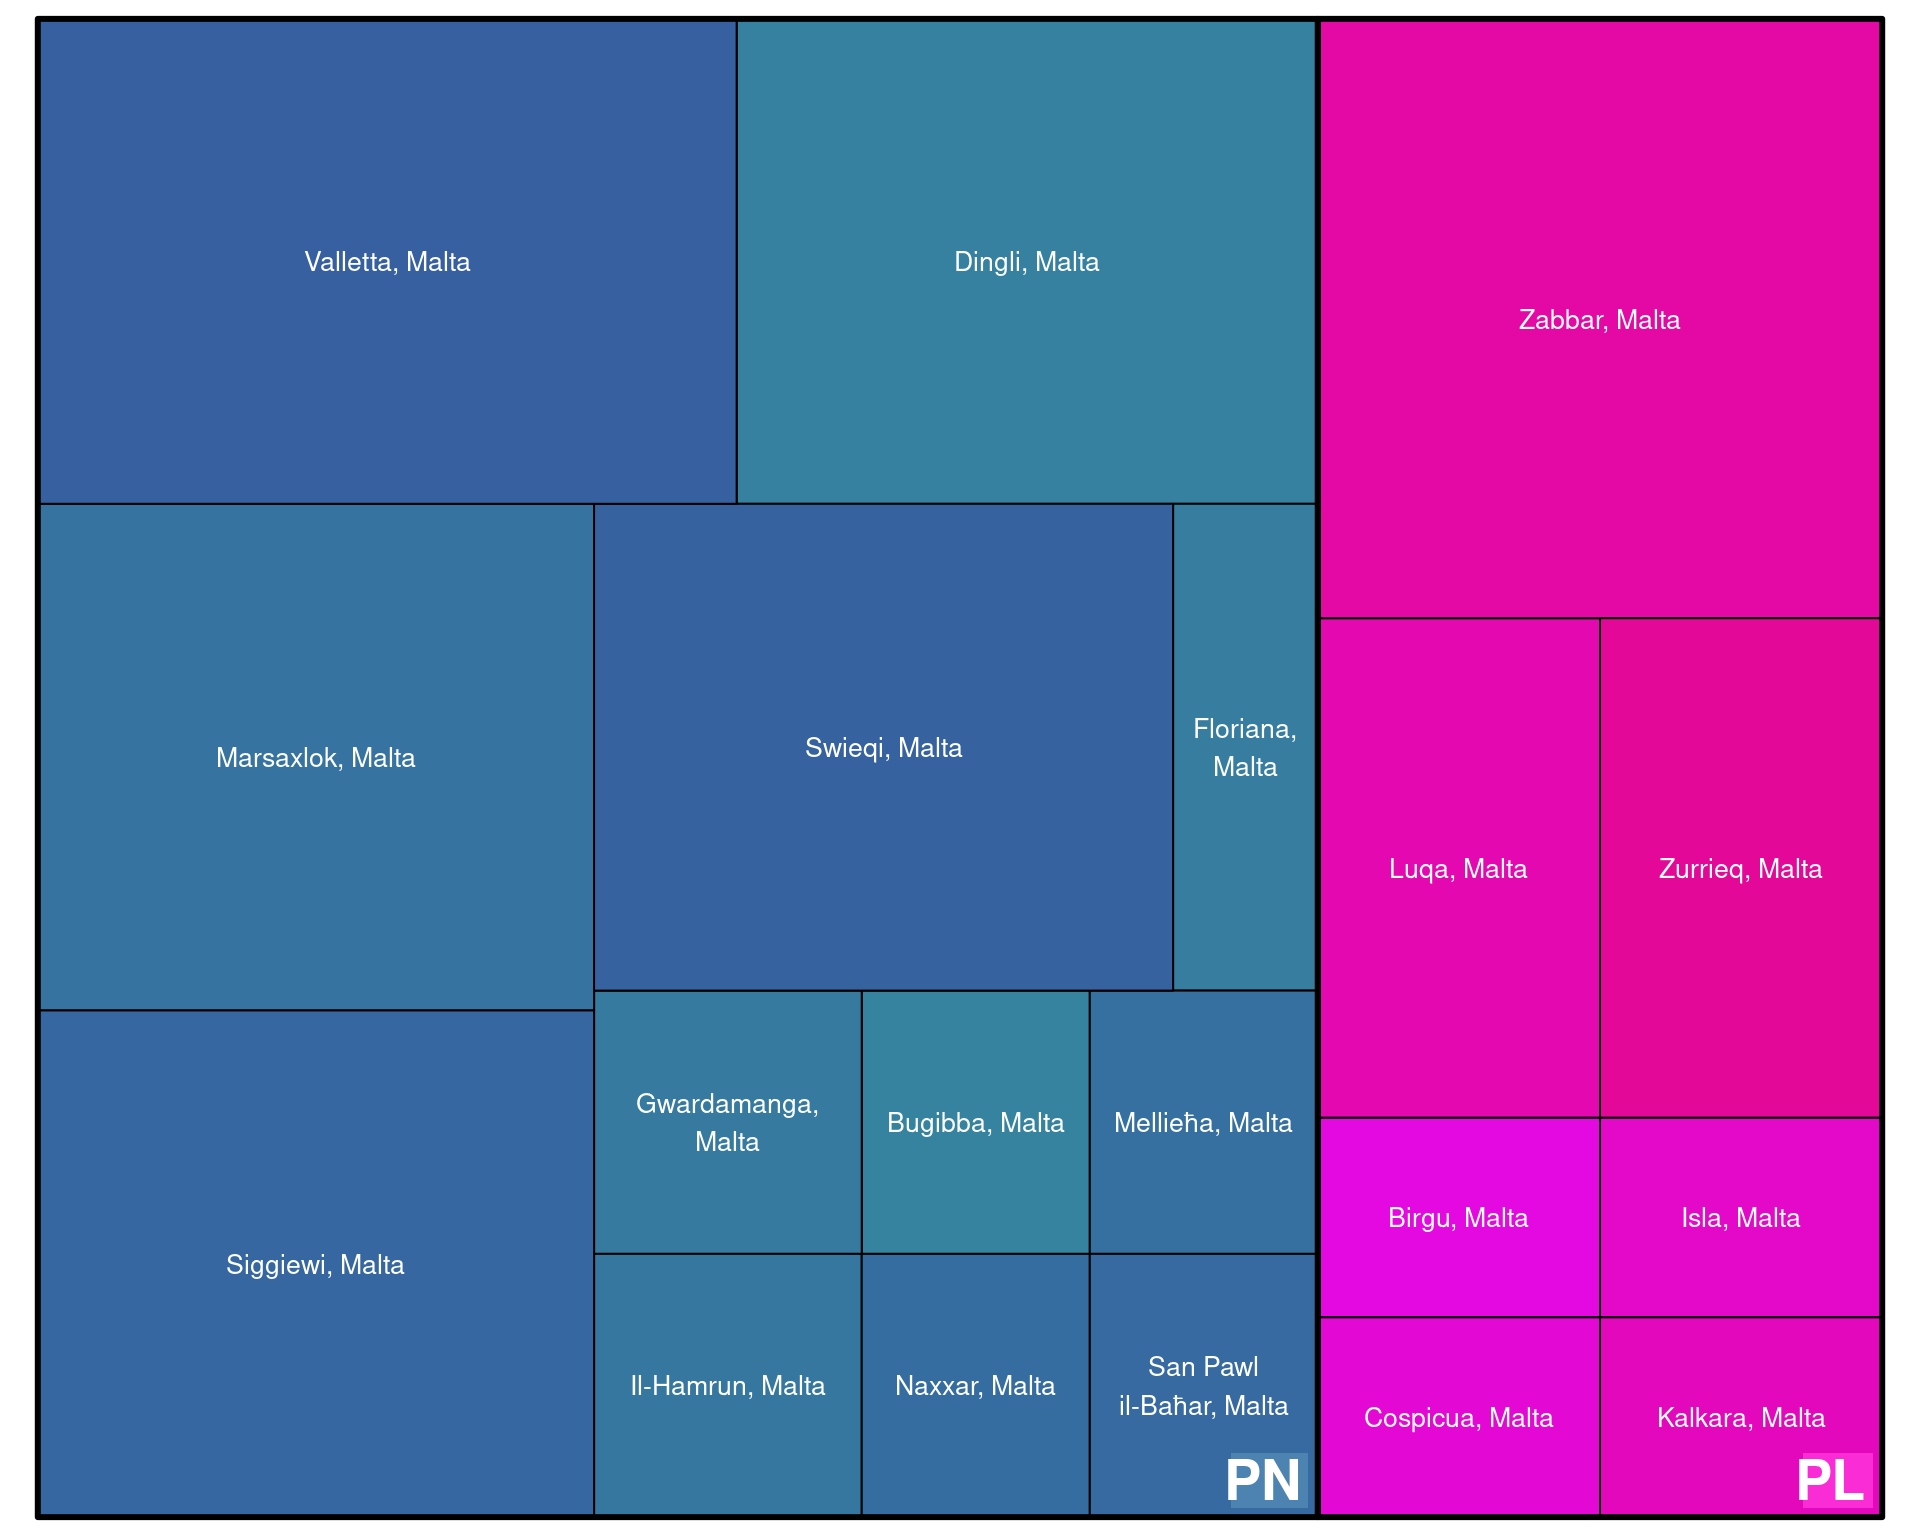 Valletta, Malta
Dingli, Malta
Zabbar, Malta
Marsaxlok, Malta
Swieqi, Malta
Floriana,
Malta
Luqa, Malta
Zurrieq, Malta
Siggiewi, Malta
Gwardamanga,
Malta
Bugibba, Malta
Mellieħa, Malta
Birgu, Malta
Isla, Malta
Il-Hamrun, Malta
Naxxar, Malta
San Pawl
il-Baħar, Malta
Cospicua, Malta
Kalkara, Malta
PN
PL